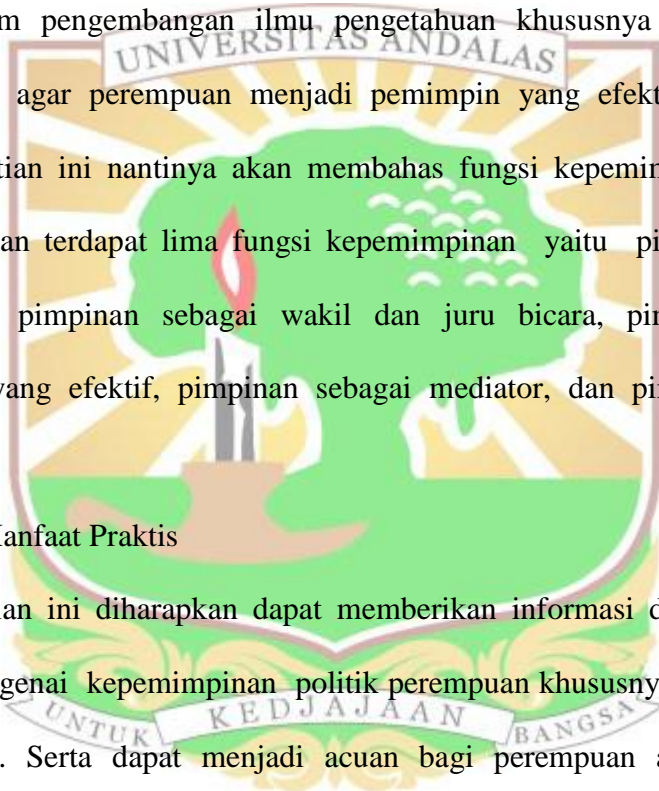 pengembangan ilmu pengetahuan khususnya
UNIVERSITAS ANDALAS
agar perempuan menjadi pemimpin yang efekt
tian ini nantinya akan membahas fungsi kepemim
an terdapat lima fungsi kepemimpinan yaitu pi
pimpinan sebagai wakil dan juru bicara, pim
yang efektif, pimpinan sebagai mediator, dan pim
Manfaat Praktis
ian ini diharapkan dapat memberikan informasi d
genai kepemimpinan politik perempuan khususny
UNTUK KEDJAJAAN BANGSA
. Serta dapat menjadi acuan bagi perempuan a